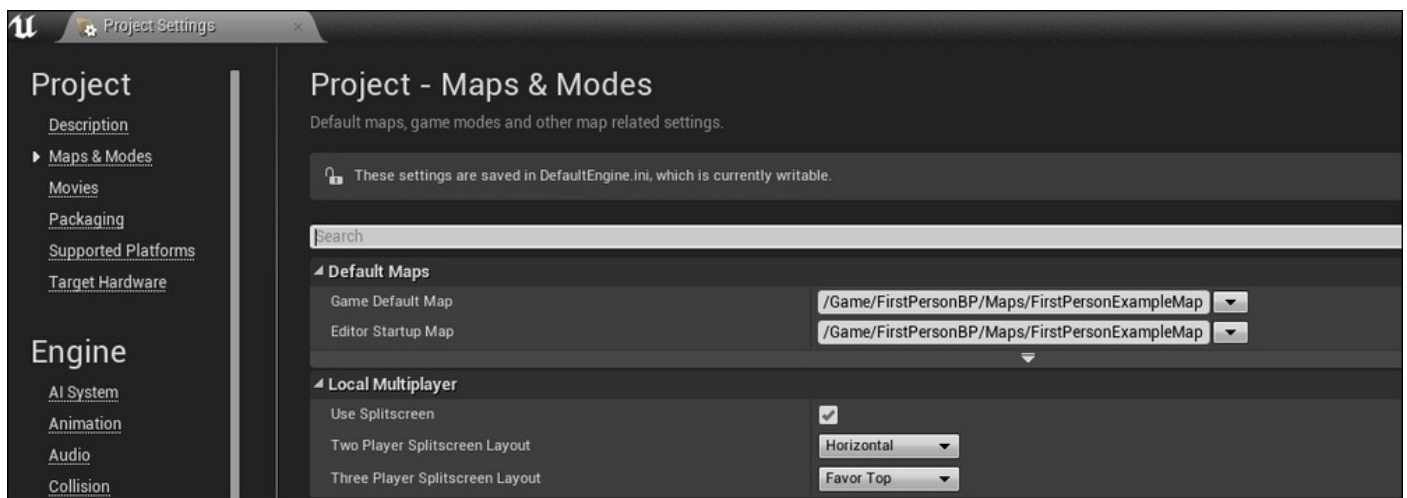 Project Settings
Project
Description
Maps & Modes
Movies
Packaging
Supported Platforms
Target Hardware
Engine
AI System
Animation
Audio
Collision
Project - Maps & Modes
Default maps, game modes and other map related settings.
These settings are saved in DefaultEngine.ini, which is currently writable.
Search
Default Maps
Game Default Map /Game/FirstPersonBP/Maps/FirstPersonExampleMap
Editor Startup Map /Game/FirstPersonBP/Maps/FirstPersonExampleMap
Local Multiplayer
Use Splitscreen
Two Player Splitscreen Layout Horizontal
Three Player Splitscreen Layout Favor Top